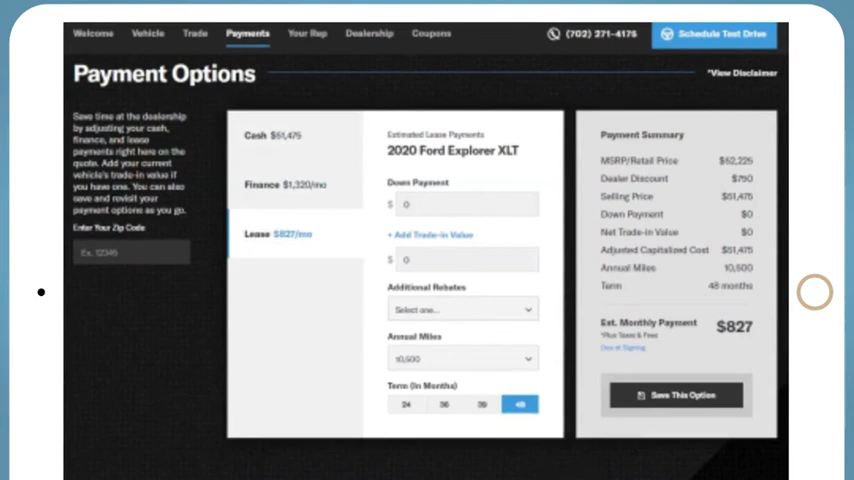 Welcome Vehicle Trade Payments Your Rep Dealership Coupons (702) 271-4175 Schedule Test Drive
Payment Options *View Disclaimer
Save time at the dealership
by adjusting your cash,
finance, and lease
payments right here on the
quote. Add your current
vehicle's trade-in value if
you have one. You can also
save and revisit your
payment options as you go.
Enter Your Zip Code
Ex. 12345
Cash $51,475
Finance $1,320/mo
Lease $827/mo
Estimated Lease Payments
2020 Ford Explorer XLT
Down Payment
$ 0
+ Add Trade-in Value
$ 0
Additional Rebates
Select one...
Annual Miles
10,500
Term (In Months)
24 36 39 48
Payment Summary
MSRP/Retail Price $52,225
Dealer Discount $750
Selling Price $51,475
Down Payment $0
Net Trade-in Value $0
Adjusted Capitalized Cost $51,475
Annual Miles 10,500
Term 48 months
Est. Monthly Payment $827
*Plus Taxes & Fees
Due at Signing
Save This Option